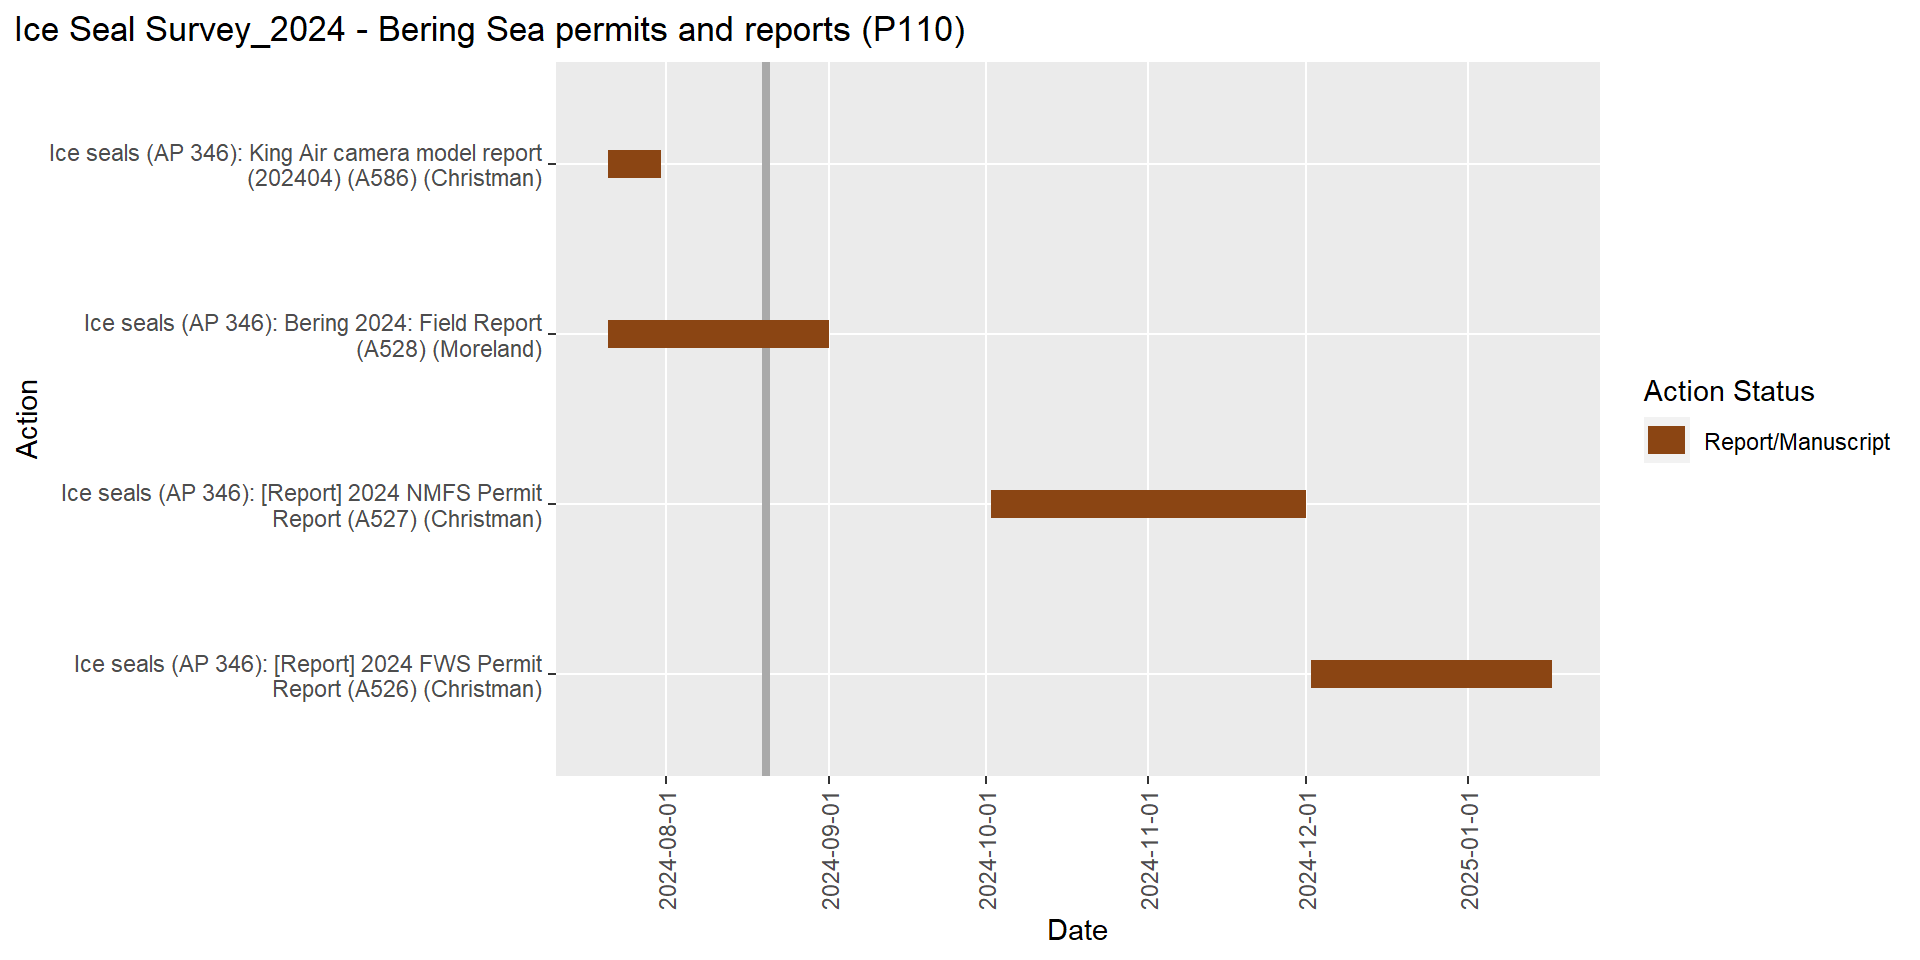 Ice Seal Survey_2024 - Bering Sea permits and reports (P110)
Ice seals (AP 346): King Air camera model report
(202404) (A586) (Christman)
Ice seals (AP 346): Bering 2024: Field Report
(A528) (Moreland)
Ice seals (AP 346): [Report] 2024 NMFS Permit
Report (A527) (Christman)
Ice seals (AP 346): [Report] 2024 FWS Permit
Report (A526) (Christman)
Action
2024-08-01
2024-09-01
2024-10-01
2024-11-01
2024-12-01
2025-01-01
Date
Action Status
Report/Manuscript